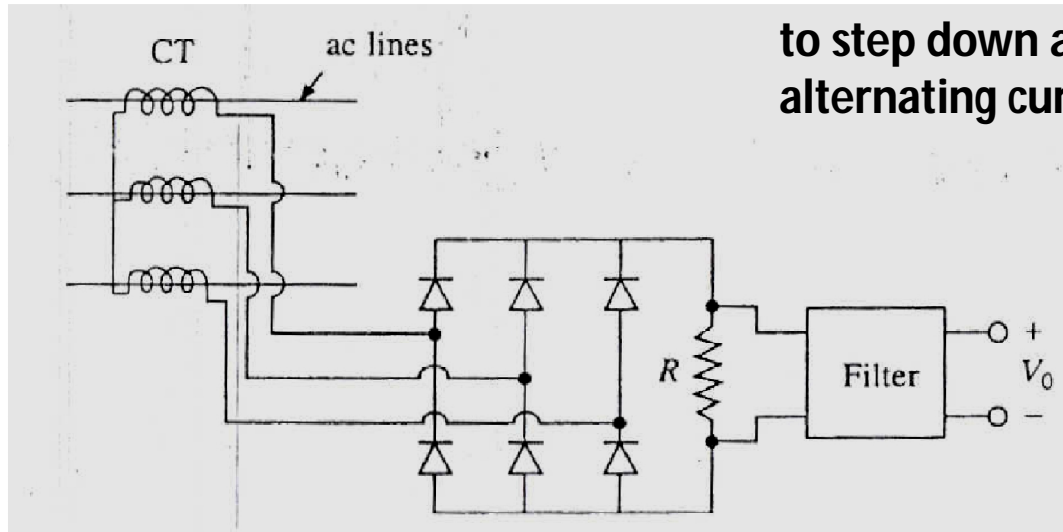 to step down a
alternating cur
CT
ac lines
R
Filter
+
V₀
−